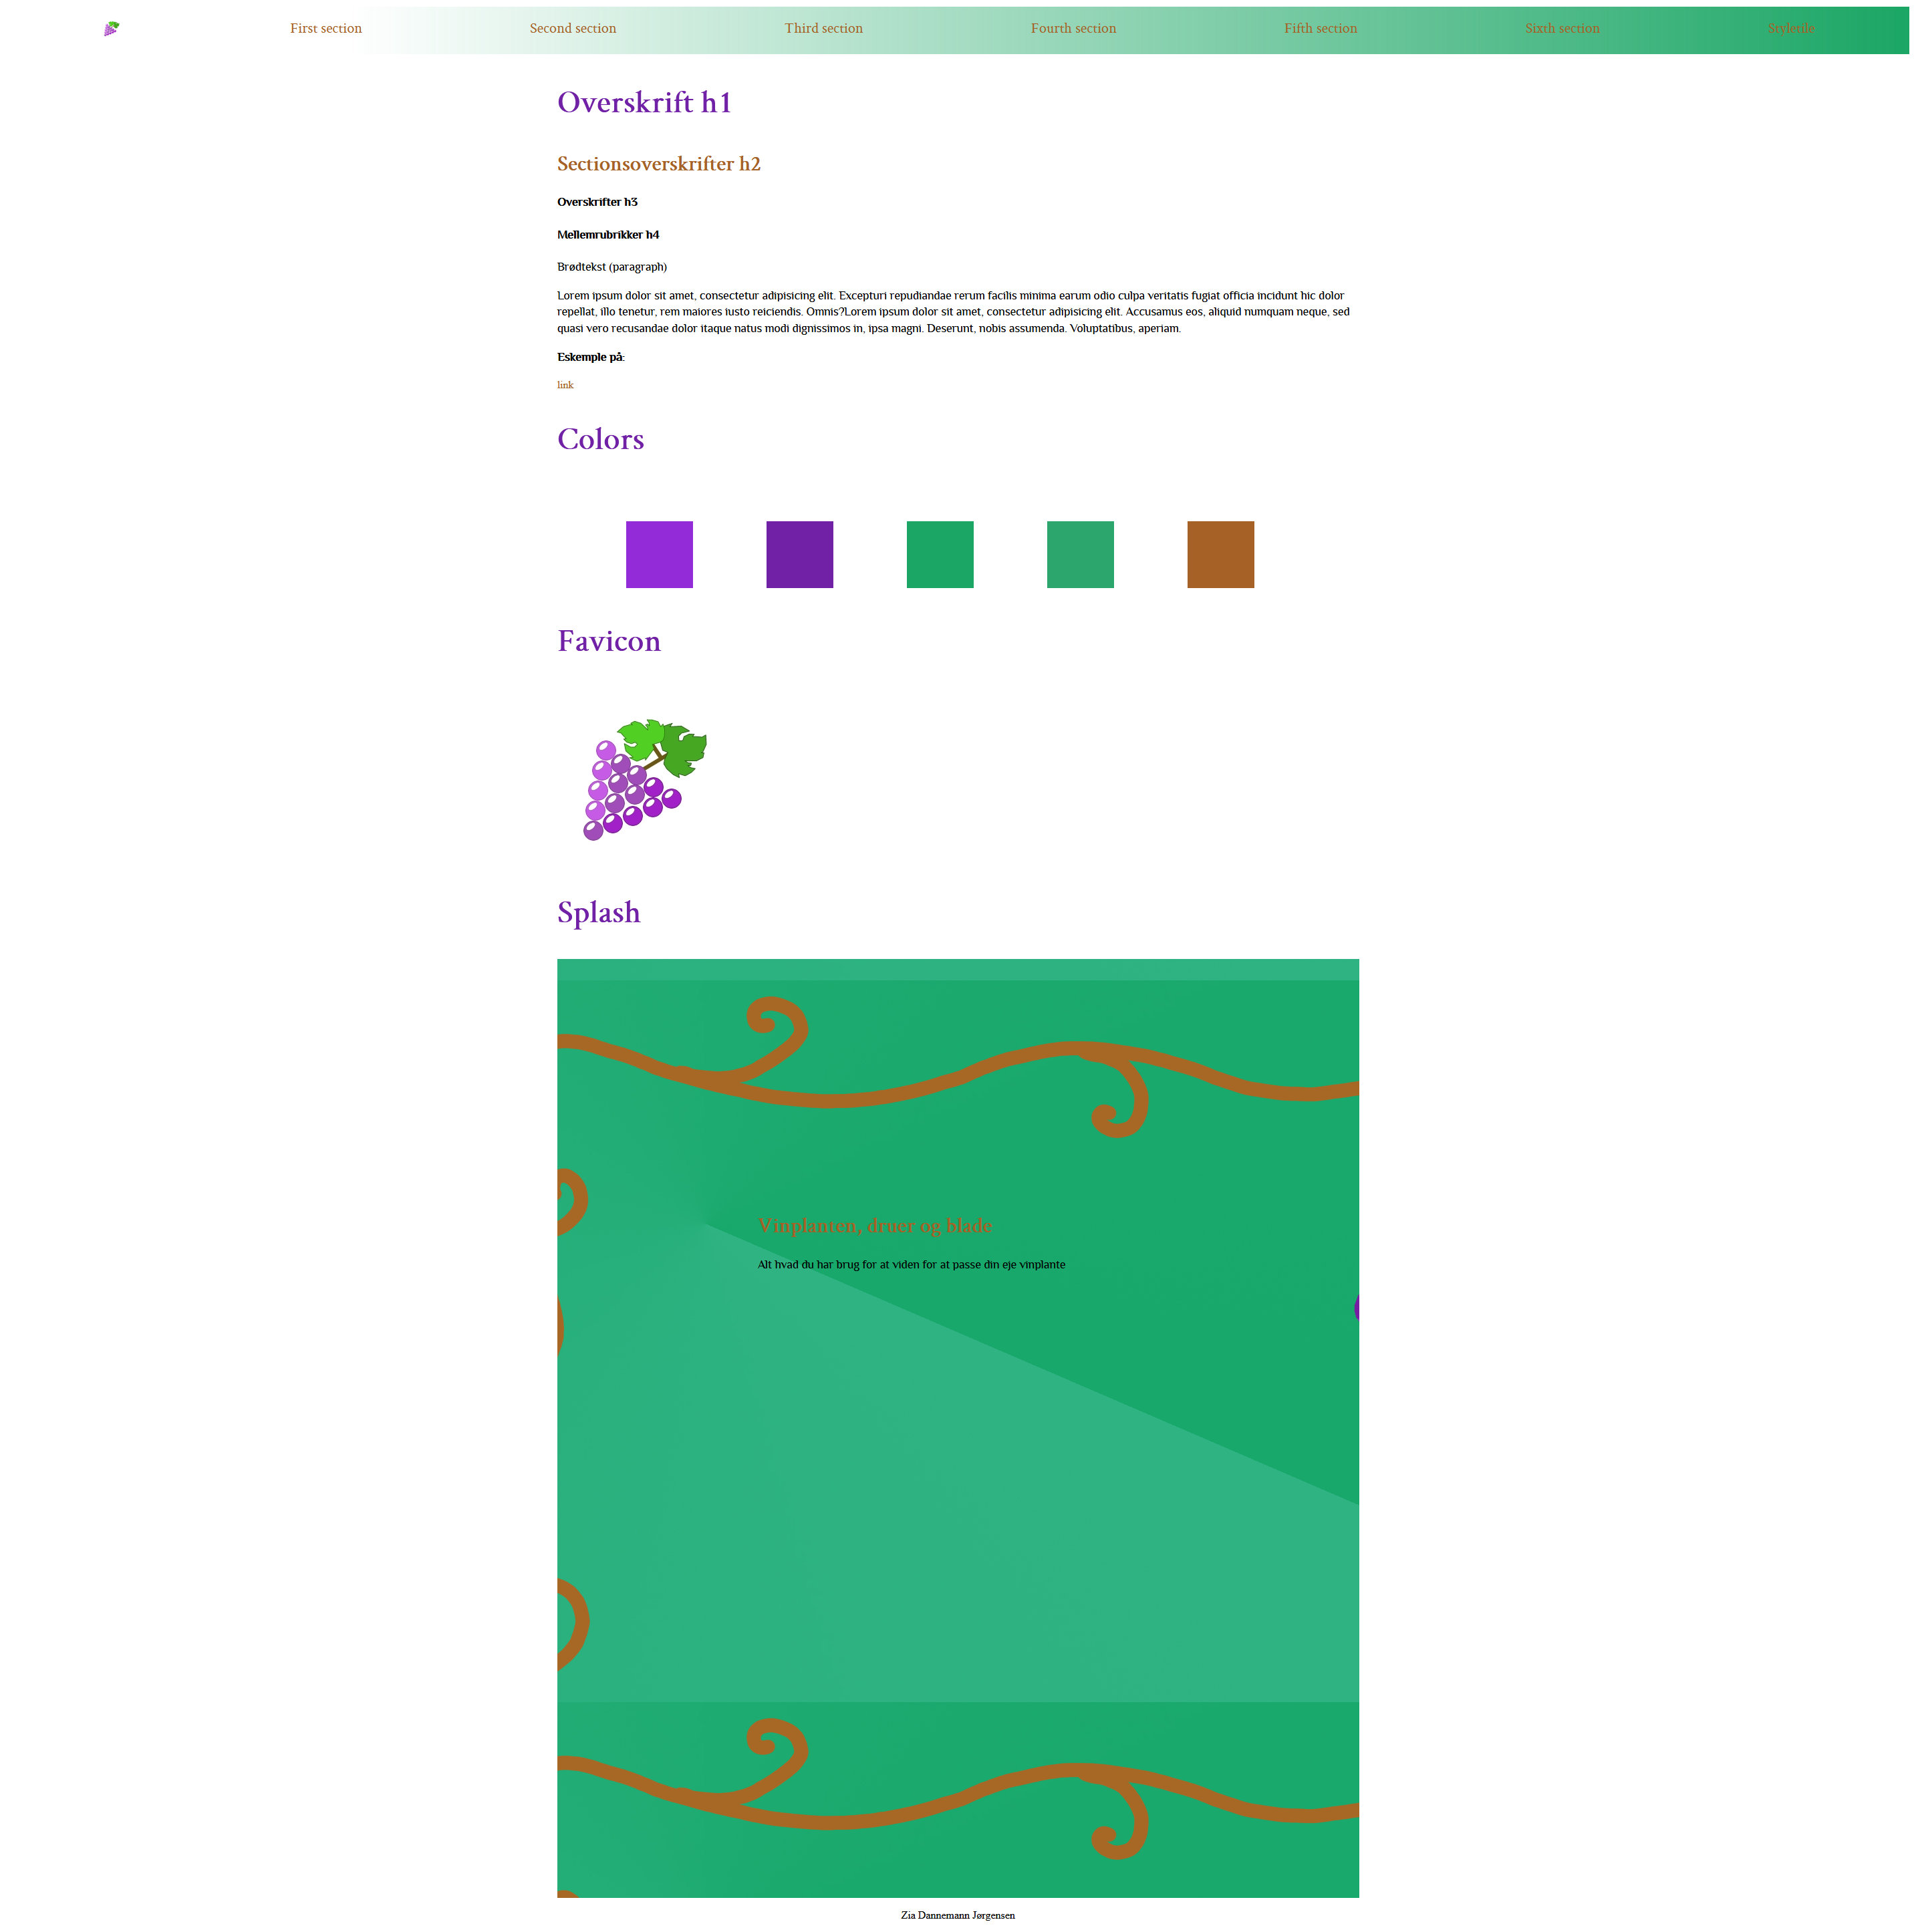 First section Second section Third section Fourth section Fifth section Sixth section Styletile
Overskrift h1
Sectionsoverskrifter h2
Overskrifter h3
Mellemrubrikker h4
Brødtekst (paragraph)
Lorem ipsum dolor sit amet, consectetur adipisicing elit. Excepturi repudiandae rerum facilis minima earum odio culpa veritatis fugiat officia incidunt hic dolor
repellat, illo tenetur, rem maiores iusto reiciendis. Omnis?Lorem ipsum dolor sit amet, consectetur adipisicing elit. Accusamus eos, aliquid numquam neque, sed
quasi vero recusandae dolor itaque natus modi dignissimos in, ipsa magni. Deserunt, nobis assumenda. Voluptatibus, aperiam.
Eskemple på:
link
Colors
Favicon
Splash
Vinplanten, druer og blade
Alt hvad du har brug for at viden for at passe din eje vinplante
Zia Dannemann Jørgensen